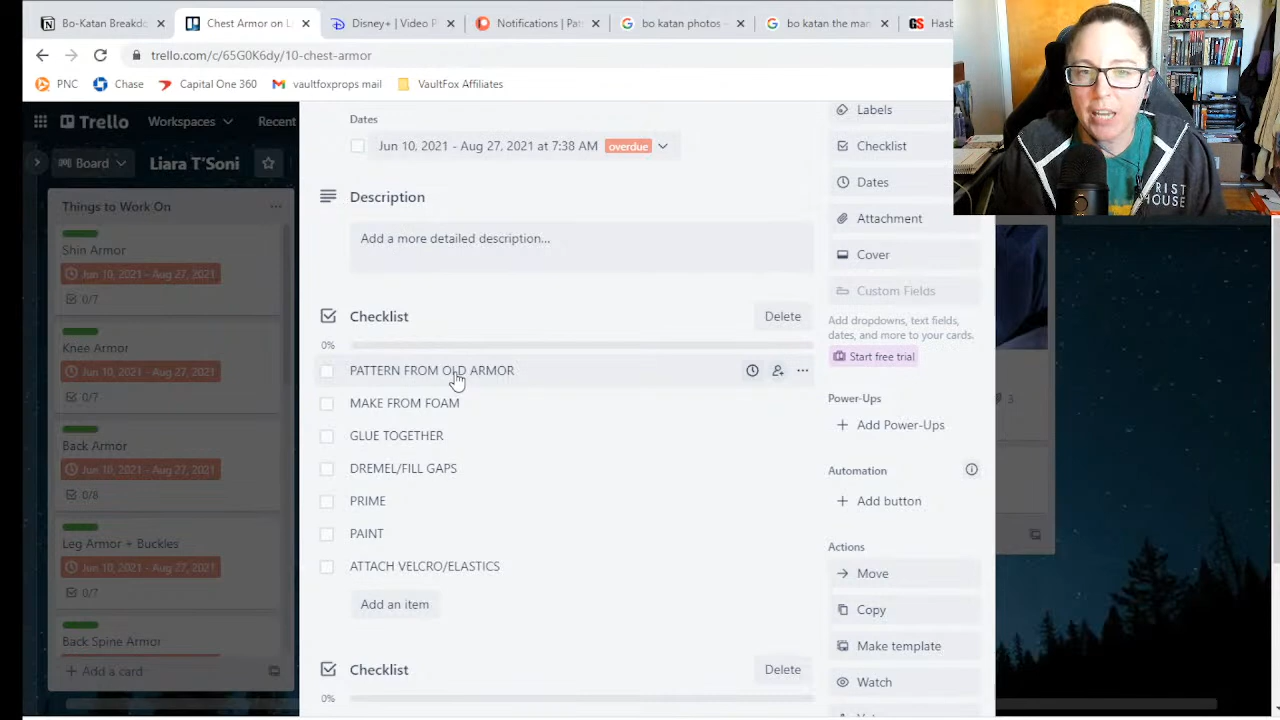 Bo-Katan Breakdo
Chest Armor on L
Disney+ | Video P
Notifications | Pat
bo katan photos -
bo katan the man
GS Hasb
trello.com/c/65G0K6dy/10-chest-armor
PNC
Chase
Capital One 360
vaultfoxprops mail
VaultFox Affiliates
Trello
Workspaces
Recent
Board
Liara T'Soni
Things to Work On
Shin Armor
Jun 10, 2021 - Aug 27, 2021
0/7
Knee Armor
Jun 10, 2021 - Aug 27, 2021
0/7
Back Armor
Jun 10, 2021 - Aug 27, 2021
0/8
Leg Armor + Buckles
Jun 10, 2021 - Aug 27, 2021
0/7
Back Spine Armor
+ Add a card
Dates
Jun 10, 2021 - Aug 27, 2021 at 7:38 AM overdue
Description
Add a more detailed description...
Checklist
Delete
0%
PATTERN FROM OLD ARMOR
MAKE FROM FOAM
GLUE TOGETHER
DREMEL/FILL GAPS
PRIME
PAINT
ATTACH VELCRO/ELASTICS
Add an item
Checklist
Delete
0%
Labels
Checklist
Dates
Attachment
Cover
Custom Fields
Add dropdowns, text fields,
dates, and more to your cards.
Start free trial
Power-Ups
+ Add Power-Ups
Automation
+ Add button
Actions
Move
Copy
Make template
Watch
3
RIST
HOUSE